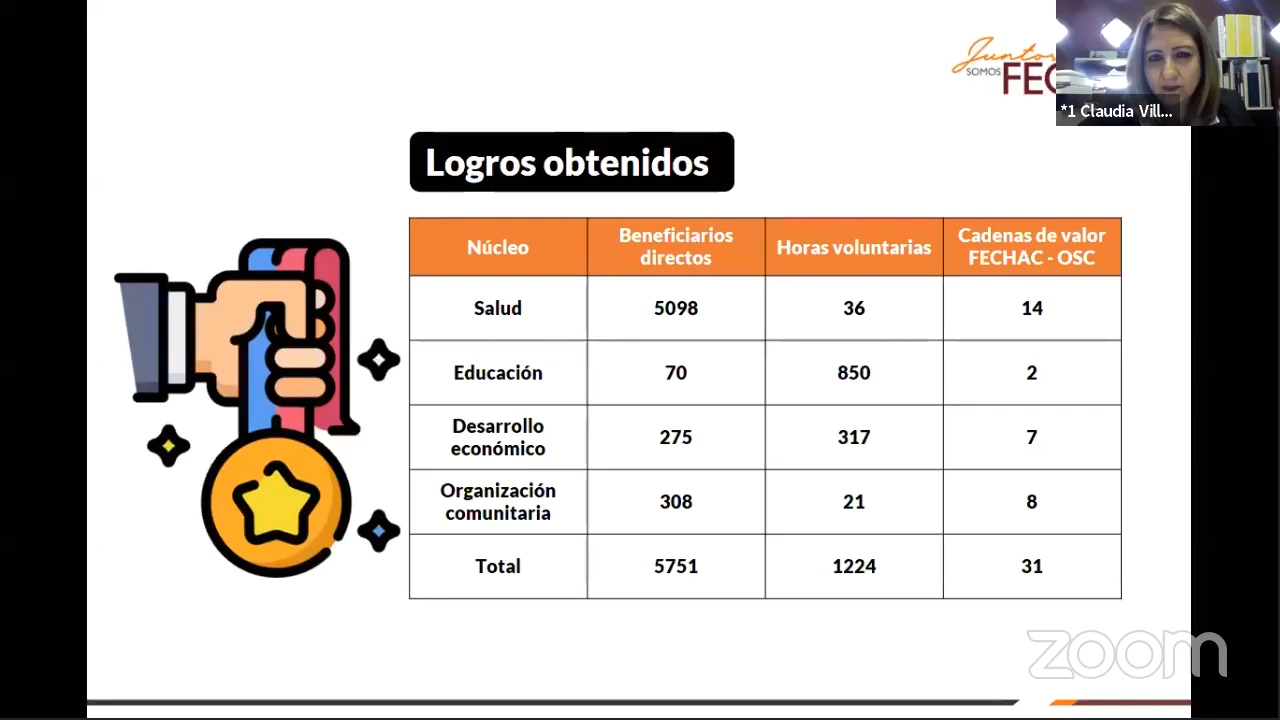 Juntos
SOMOS FEC
*1 Claudia Vill...
Logros obtenidos
Núcleo
Beneficiarios
directos
Horas voluntarias
Cadenas de valor
FECHAC - OSC
Salud
5098
36
14
Educación
70
850
2
Desarrollo
económico
275
317
7
Organización
comunitaria
308
21
8
Total
5751
1224
31
zoom